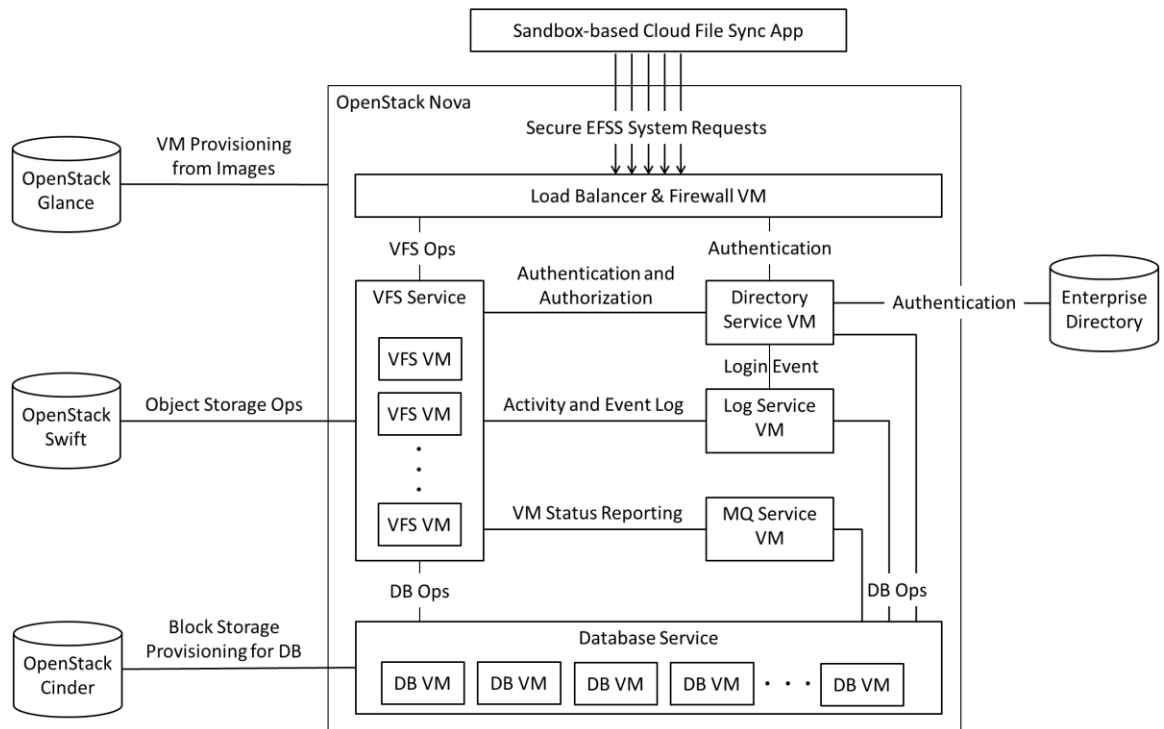 Sandbox-based Cloud File Sync App
OpenStack Nova
Secure EFSS System Requests
VM Provisioning
from Images
OpenStack
Glance
Load Balancer & Firewall VM
VFS Ops
Authentication
VFS Service
Authentication and
Authorization
Directory
Service VM
Authentication
Enterprise
Directory
VFS VM
Login Event
OpenStack
Swift
Object Storage Ops
VFS VM
Activity and Event Log
Log Service
VM
VFS VM
VM Status Reporting
MQ Service
VM
DB Ops
DB Ops
Block Storage
Provisioning for DB
OpenStack
Cinder
Database Service
DB VM
DB VM
DB VM
DB VM
DB VM